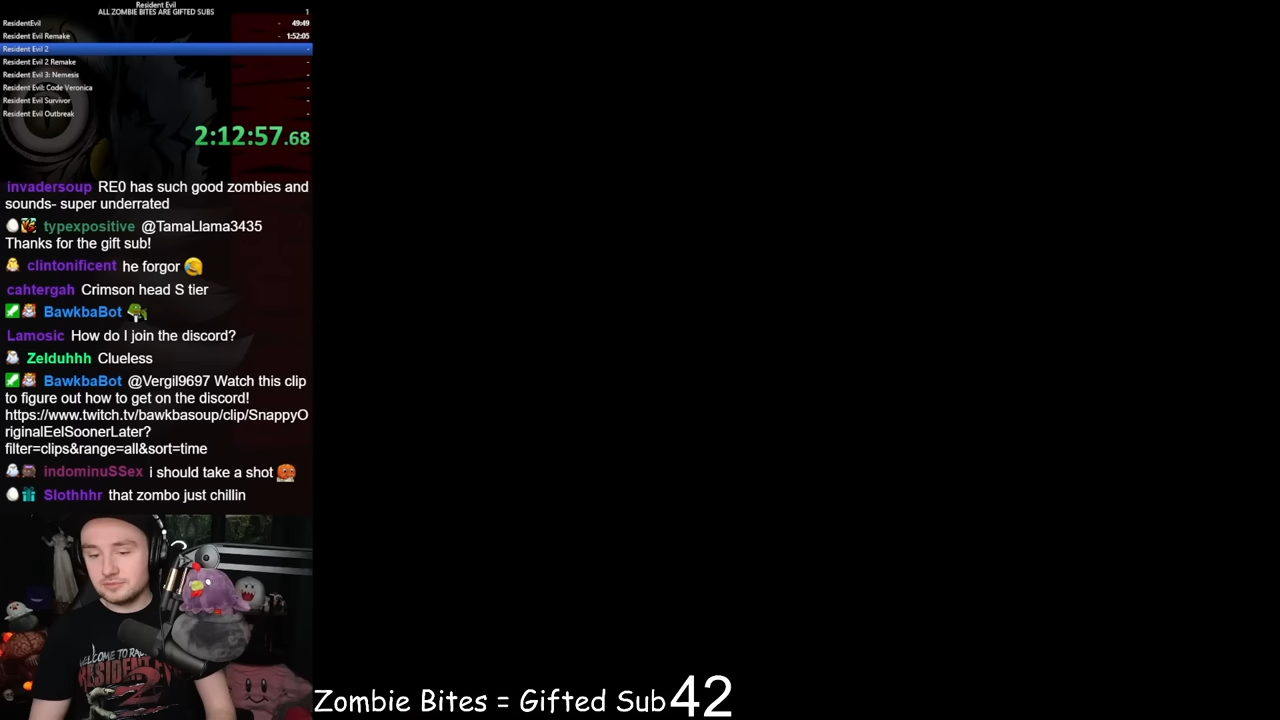 Resident Evil
ALL ZOMBIE BITES ARE GIFTED SUBS 1
ResidentEvil - 49:49
Resident Evil Remake - 1:52:05
Resident Evil 2 -
Resident Evil 2 Remake -
Resident Evil 3: Nemesis -
Resident Evil: Code Veronica -
Resident Evil Survivor -
Resident Evil Outbreak -
2:12:57.68
invadersoup RE0 has such good zombies and
sounds- super underrated
typexpositive @TamaLlama3435
Thanks for the gift sub!
clintonificent he forgor
cahtergah Crimson head S tier
BawkbaBot
Lamosic How do I join the discord?
Zelduhhh Clueless
BawkbaBot @Vergil9697 Watch this clip
to figure out how to get on the discord!
https://www.twitch.tv/bawkbasoup/clip/SnappyO
riginalEelSoonerLater?
filter=clips&range=all&sort=time
indominuSSex i should take a shot
Slothhhr that zombo just chillin
WELCOME TO
RESIDENT
2
Zombie Bites = Gifted Sub 42